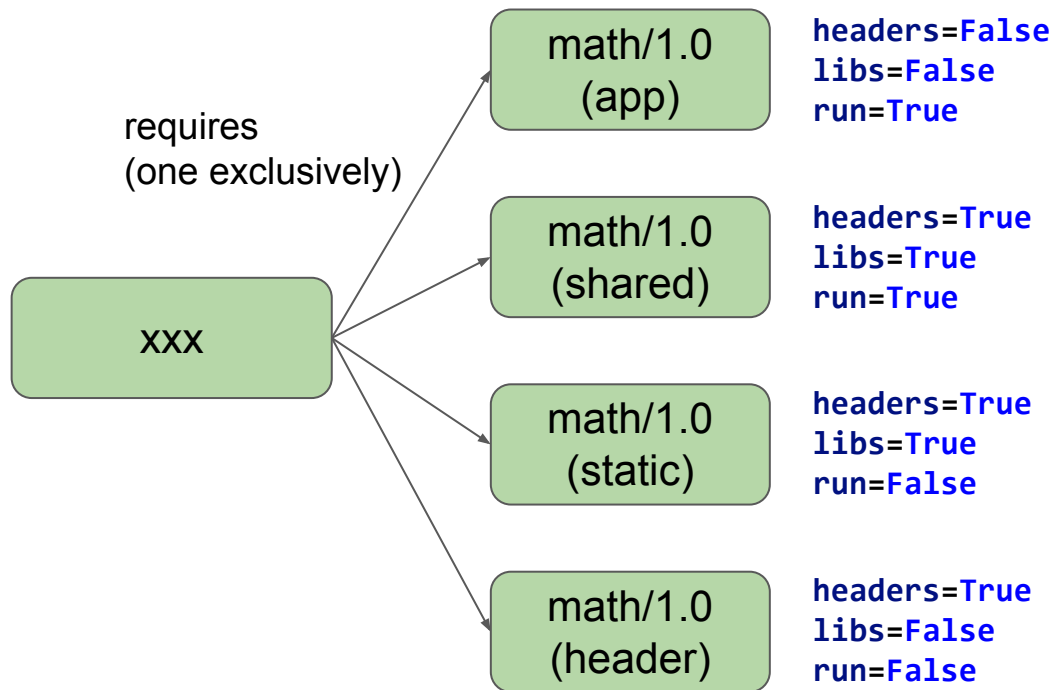 math/1.0
(app)
headers=False
libs=False
run=True
requires
(one exclusively)
math/1.0
(shared)
headers=True
libs=True
run=True
xxx
math/1.0
(static)
headers=True
libs=True
run=False
math/1.0
(header)
headers=True
libs=False
run=False